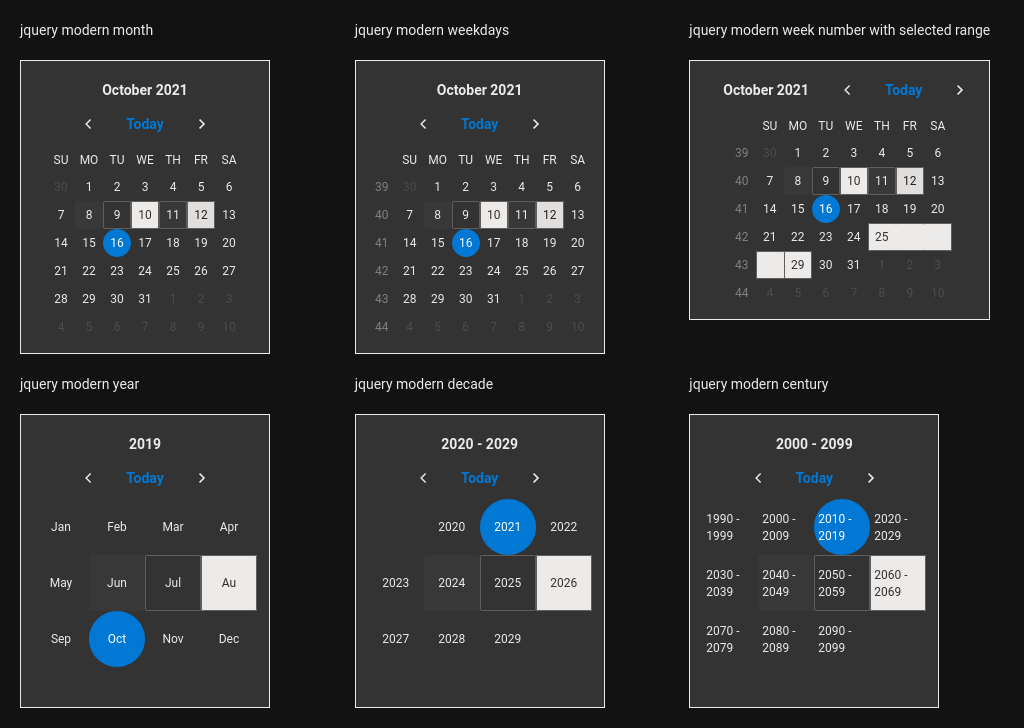 jquery modern month
October 2021
Today
SU MO TU WE TH FR SA
30 1 2 3 4 5 6
7 8 9 10 11 12 13
14 15 16 17 18 19 20
21 22 23 24 25 26 27
28 29 30 31 1 2 3
4 5 6 7 8 9 10
jquery modern weekdays
October 2021
Today
SU MO TU WE TH FR SA
39 30 1 2 3 4 5 6
40 7 8 9 10 11 12 13
41 14 15 16 17 18 19 20
42 21 22 23 24 25 26 27
43 28 29 30 31 1 2 3
44 4 5 6 7 8 9 10
jquery modern week number with selected range
October 2021 Today
SU MO TU WE TH FR SA
39 30 1 2 3 4 5 6
40 7 8 9 10 11 12 13
41 14 15 16 17 18 19 20
42 21 22 23 24 25
43 29 30 31 1 2 3
44 4 5 6 7 8 9 10
jquery modern year
2019
Today
Jan Feb Mar Apr
May Jun Jul Au
Sep Oct Nov Dec
jquery modern decade
2020 - 2029
Today
2020 2021 2022
2023 2024 2025 2026
2027 2028 2029
jquery modern century
2000 - 2099
Today
1990 - 2000 - 2010 - 2020 -
1999 2009 2019 2029
2030 - 2040 - 2050 - 2060 -
2039 2049 2059 2069
2070 - 2080 - 2090 -
2079 2089 2099